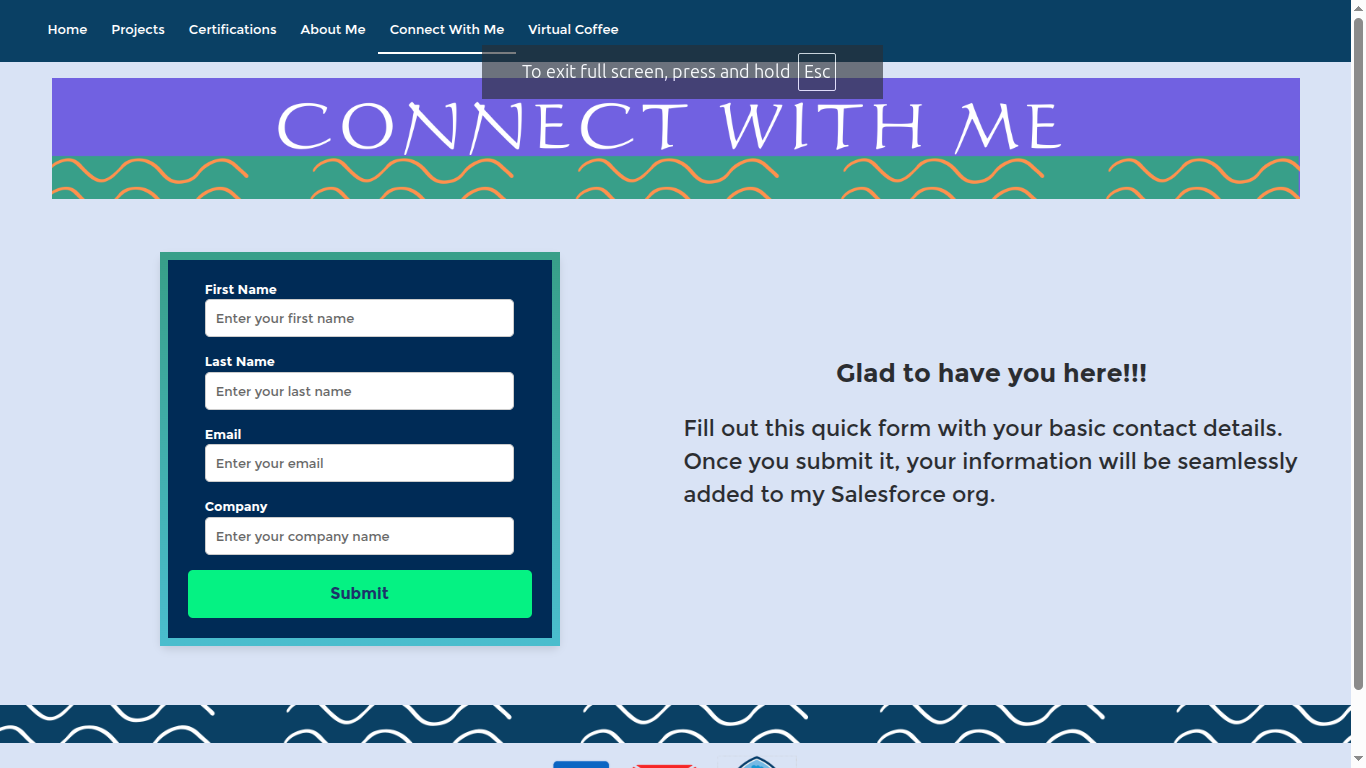 Home Projects Certifications About Me Connect With Me Virtual Coffee
To exit full screen, press and hold Esc
CONNECT WITH ME
First Name
Enter your first name
Last Name
Enter your last name
Email
Enter your email
Company
Enter your company name
Submit
Glad to have you here!!!
Fill out this quick form with your basic contact details.
Once you submit it, your information will be seamlessly
added to my Salesforce org.